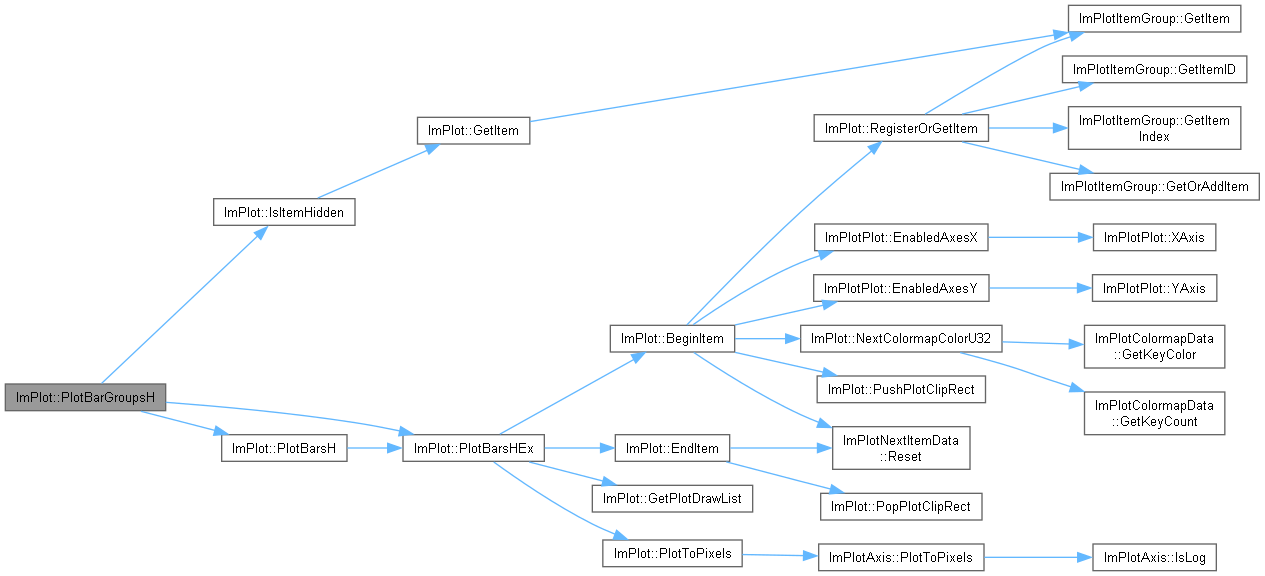 ImPlotItemGroup::GetItem
ImPlotItemGroup::GetItemID
ImPlot::GetItem
ImPlot::RegisterOrGetItem
ImPlotItemGroup::GetItem
Index
ImPlotItemGroup::GetOrAddItem
ImPlot::IsItemHidden
ImPlotPlot::EnabledAxesX
ImPlotPlot::XAxis
ImPlotPlot::EnabledAxesY
ImPlotPlot::YAxis
ImPlot::BeginItem
ImPlot::NextColormapColorU32
ImPlotColormapData
::GetKeyColor
ImPlot::PushPlotClipRect
ImPlot::PlotBarGroupsH
ImPlotColormapData
::GetKeyCount
ImPlot::PlotBarsH
ImPlot::PlotBarsHEx
ImPlot::EndItem
ImPlotNextItemData
::Reset
ImPlot::GetPlotDrawList
ImPlot::PopPlotClipRect
ImPlot::PlotToPixels
ImPlotAxis::PlotToPixels
ImPlotAxis::IsLog